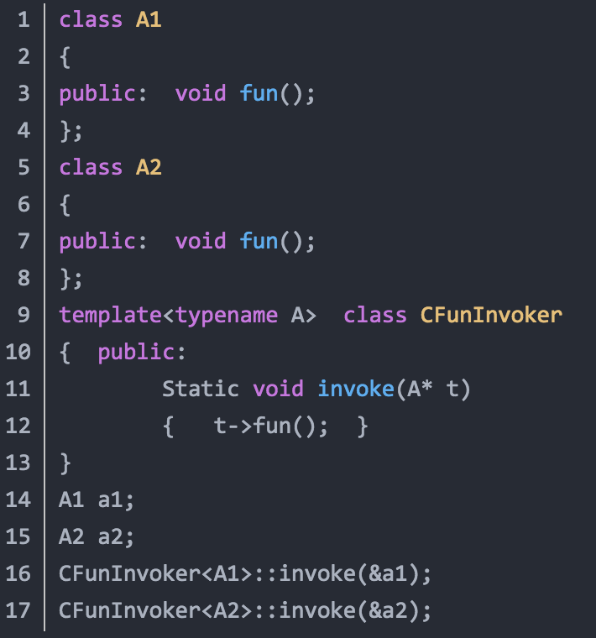 1 class A1
2 {
3 public:  void fun();
4 };
5 class A2
6 {
7 public:  void fun();
8 };
9 template<typename A>  class CFunInvoker
10 {  public:
11         Static void invoke(A* t)
12         {   t->fun();  }
13 }
14 A1 a1;
15 A2 a2;
16 CFunInvoker<A1>::invoke(&a1);
17 CFunInvoker<A2>::invoke(&a2);